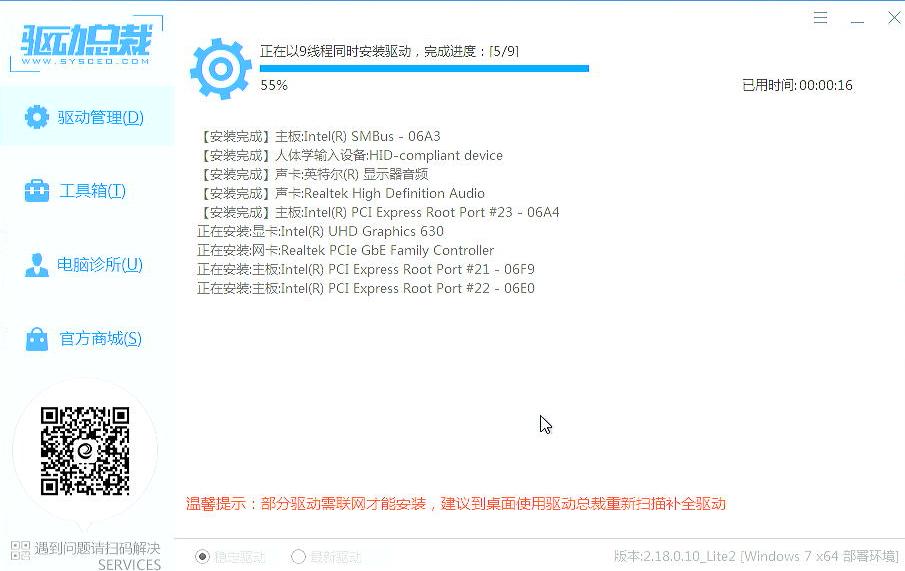 驱动总裁
WWW.SYSCEO.COM
正在以9线程同时安装驱动，完成进度：[5/9]
55%
已用时间: 00:00:16
驱动管理(D)
工具箱(T)
电脑诊所(U)
官方商城(S)
【安装完成】主板:Intel(R) SMBus - 06A3
【安装完成】人体学输入设备:HID-compliant device
【安装完成】声卡:英特尔(R) 显示器音频
【安装完成】声卡:Realtek High Definition Audio
【安装完成】主板:Intel(R) PCI Express Root Port #23 - 06A4
正在安装:显卡:Intel(R) UHD Graphics 630
正在安装:网卡:Realtek PCIe GbE Family Controller
正在安装:主板:Intel(R) PCI Express Root Port #21 - 06F9
正在安装:主板:Intel(R) PCI Express Root Port #22 - 06E0
温馨提示：部分驱动需联网才能安装，建议到桌面使用驱动总裁重新扫描补全驱动
遇到问题请扫码解决
SERVICES
稳定驱动
最新驱动
版本:2.18.0.10_Lite2 [Windows 7 x64 部署环境]